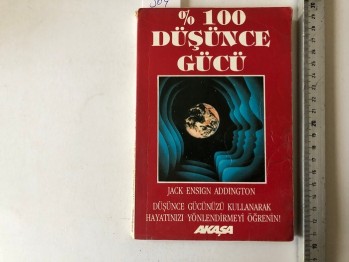 % 100
DÜŞÜNCE
GÜCÜ
JACK ENSIGN ADDINGTON
DÜŞÜNCE GÜCÜNÜZÜ KULLANARAK
HAYATINIZI YÖNLENDİRMEYİ ÖĞRENİN!
AKAŞA